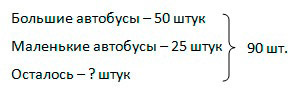 Большие автобусы – 50 штук
Маленькие автобусы – 25 штук
90 шт.
Осталось – ? штук